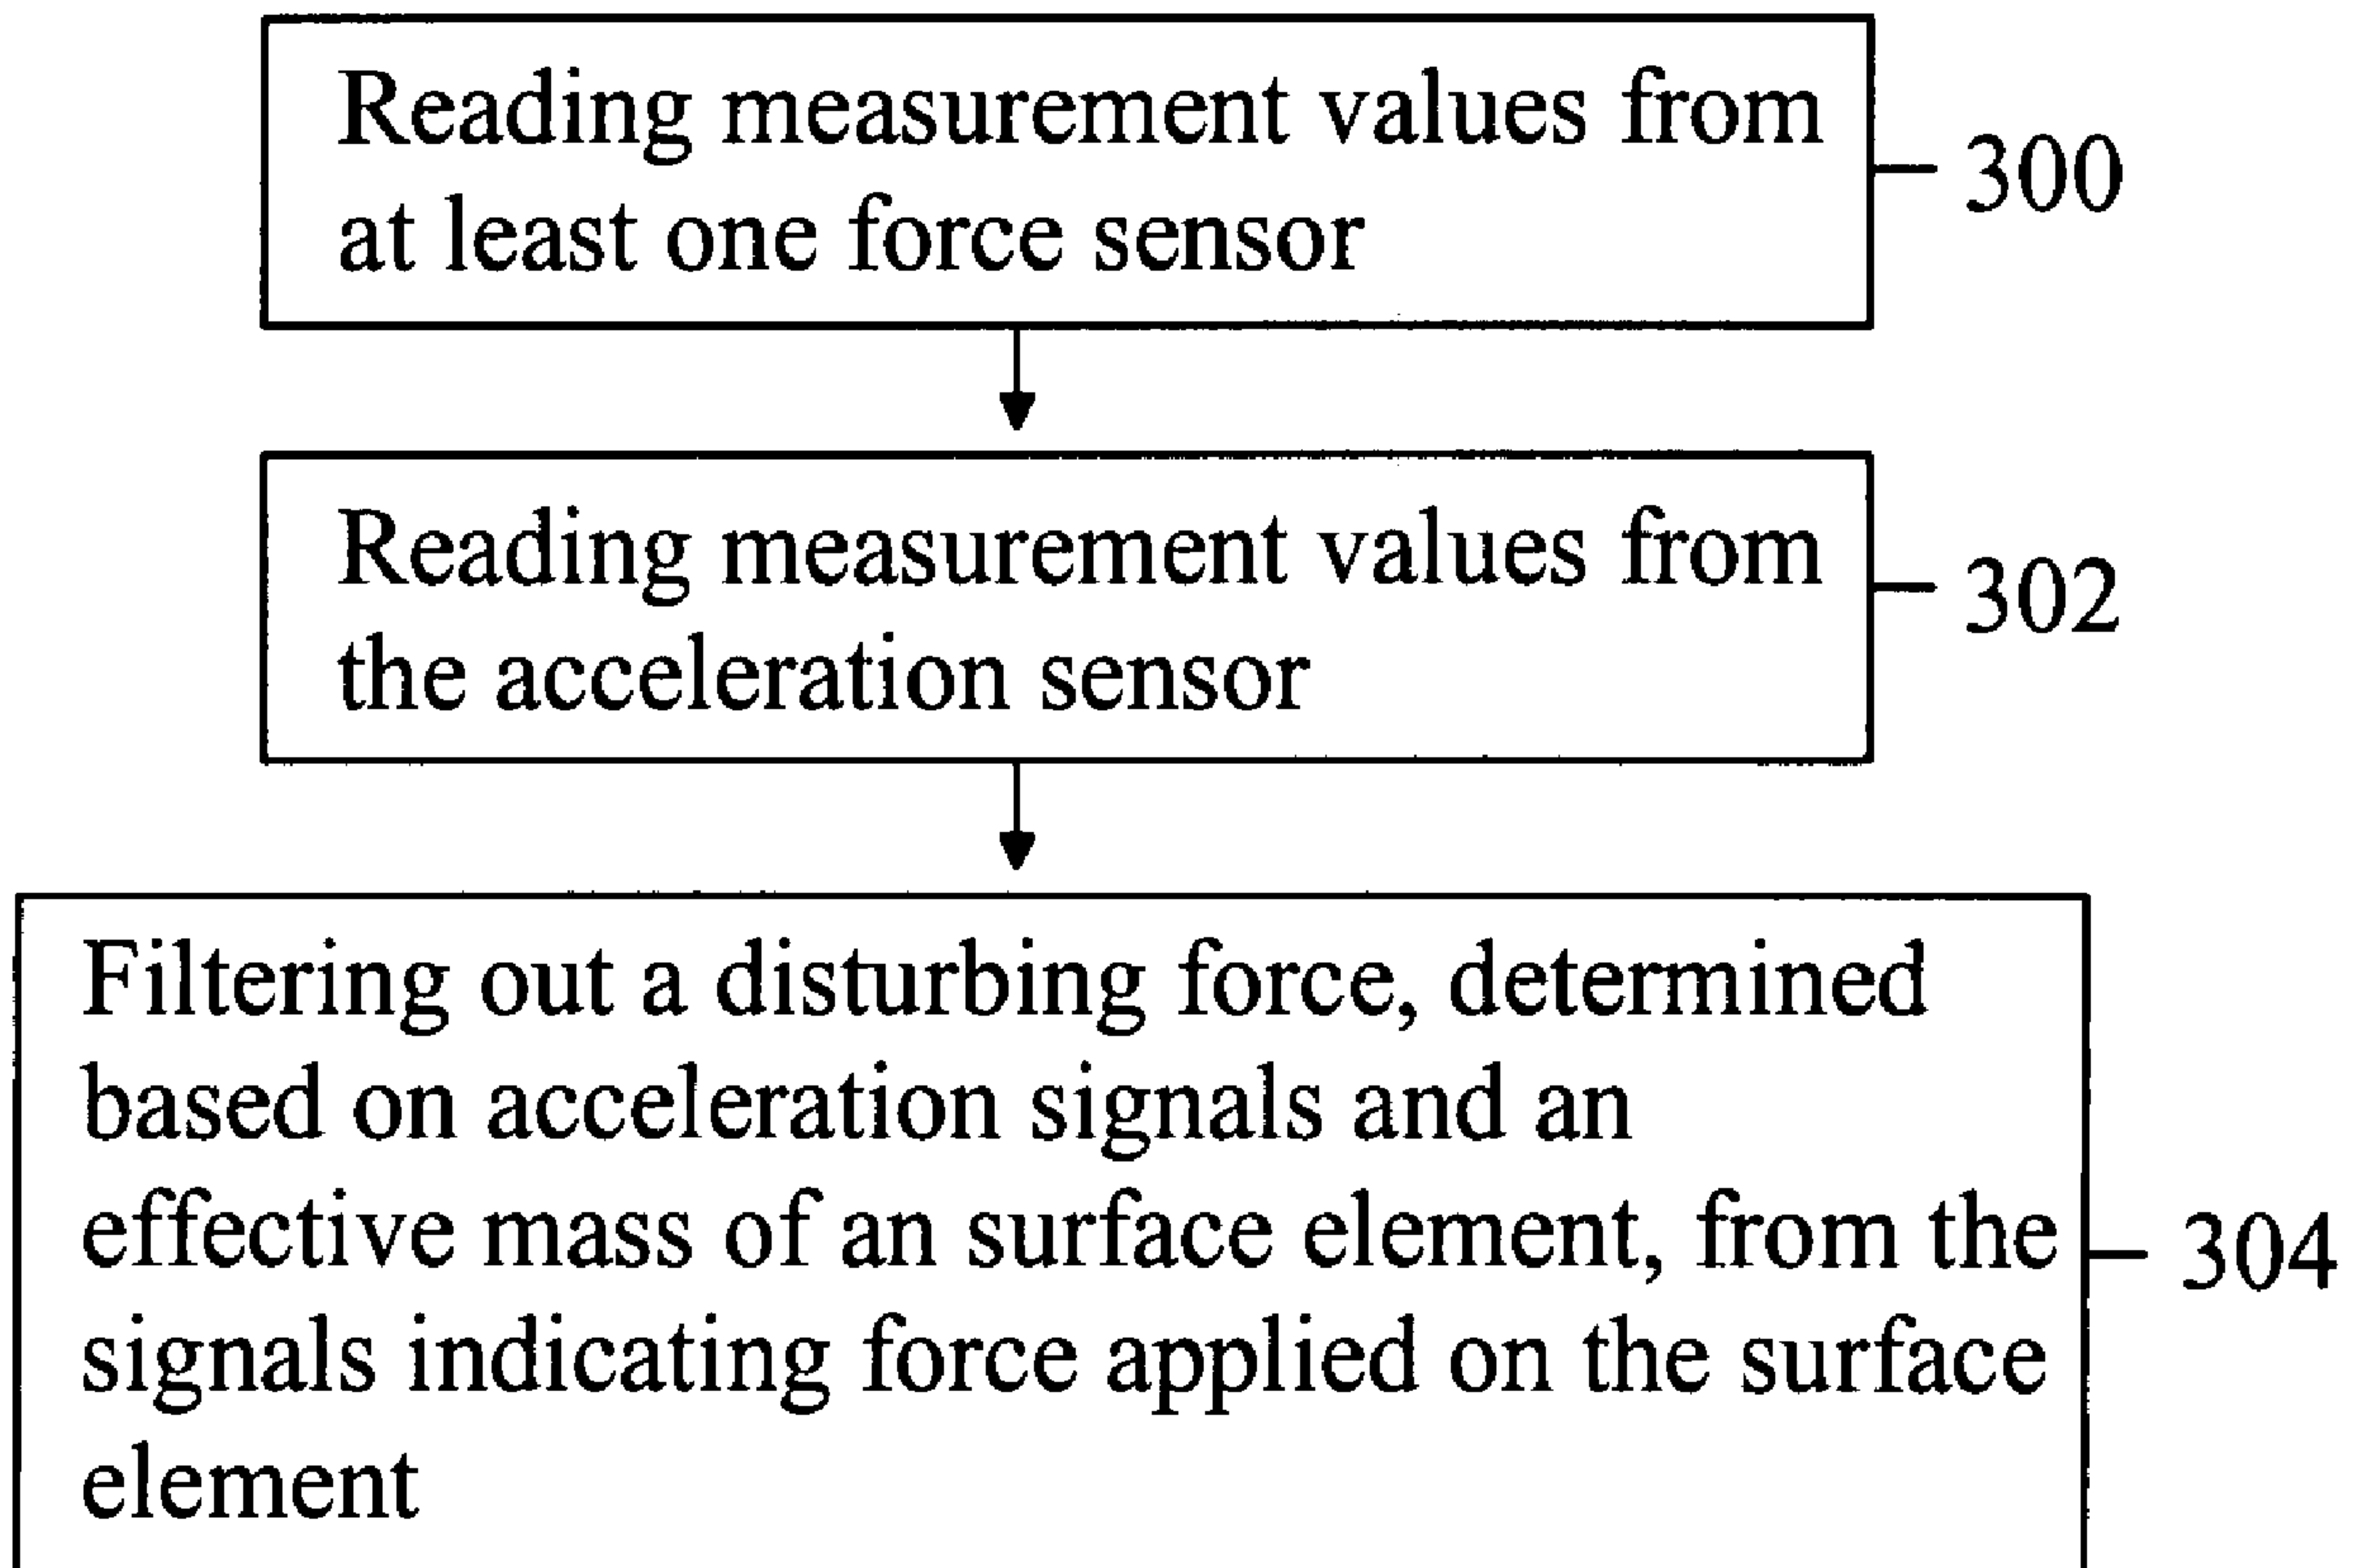 Reading measurement values from
at least one force sensor
300
Reading measurement values from
the acceleration sensor
302
Filtering out a disturbing force, determined
based on acceleration signals and an
effective mass of an surface element, from the
signals indicating force applied on the surface
element
304